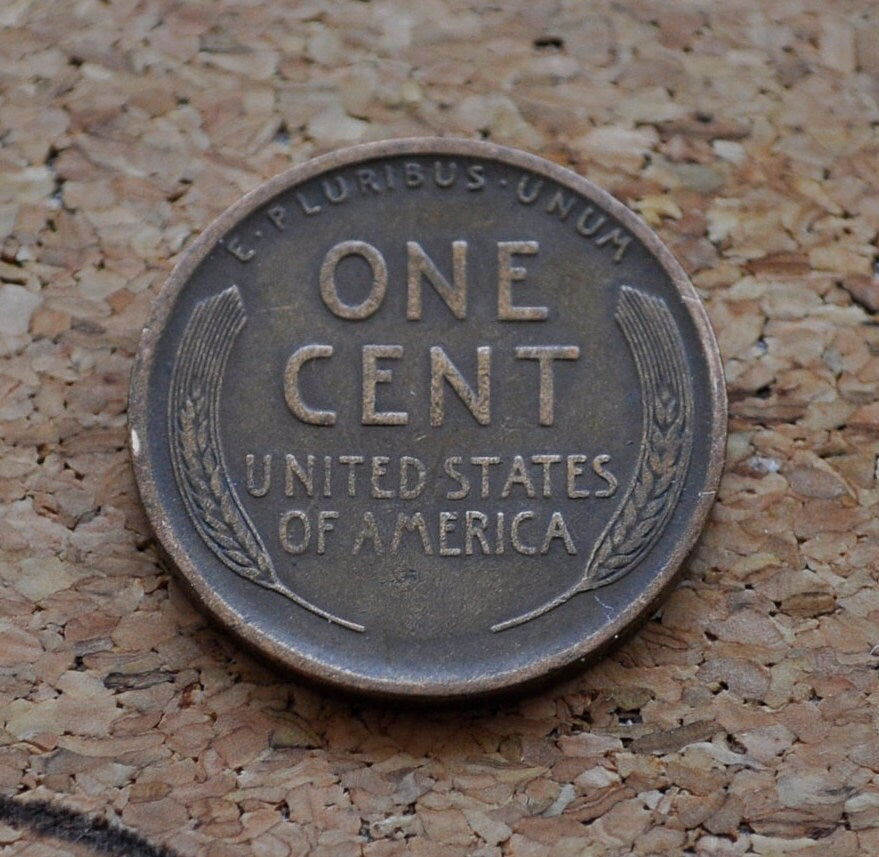 E·PLURIBUS·UNUM
ONE
CENT
UNITED STATES
OF AMERICA